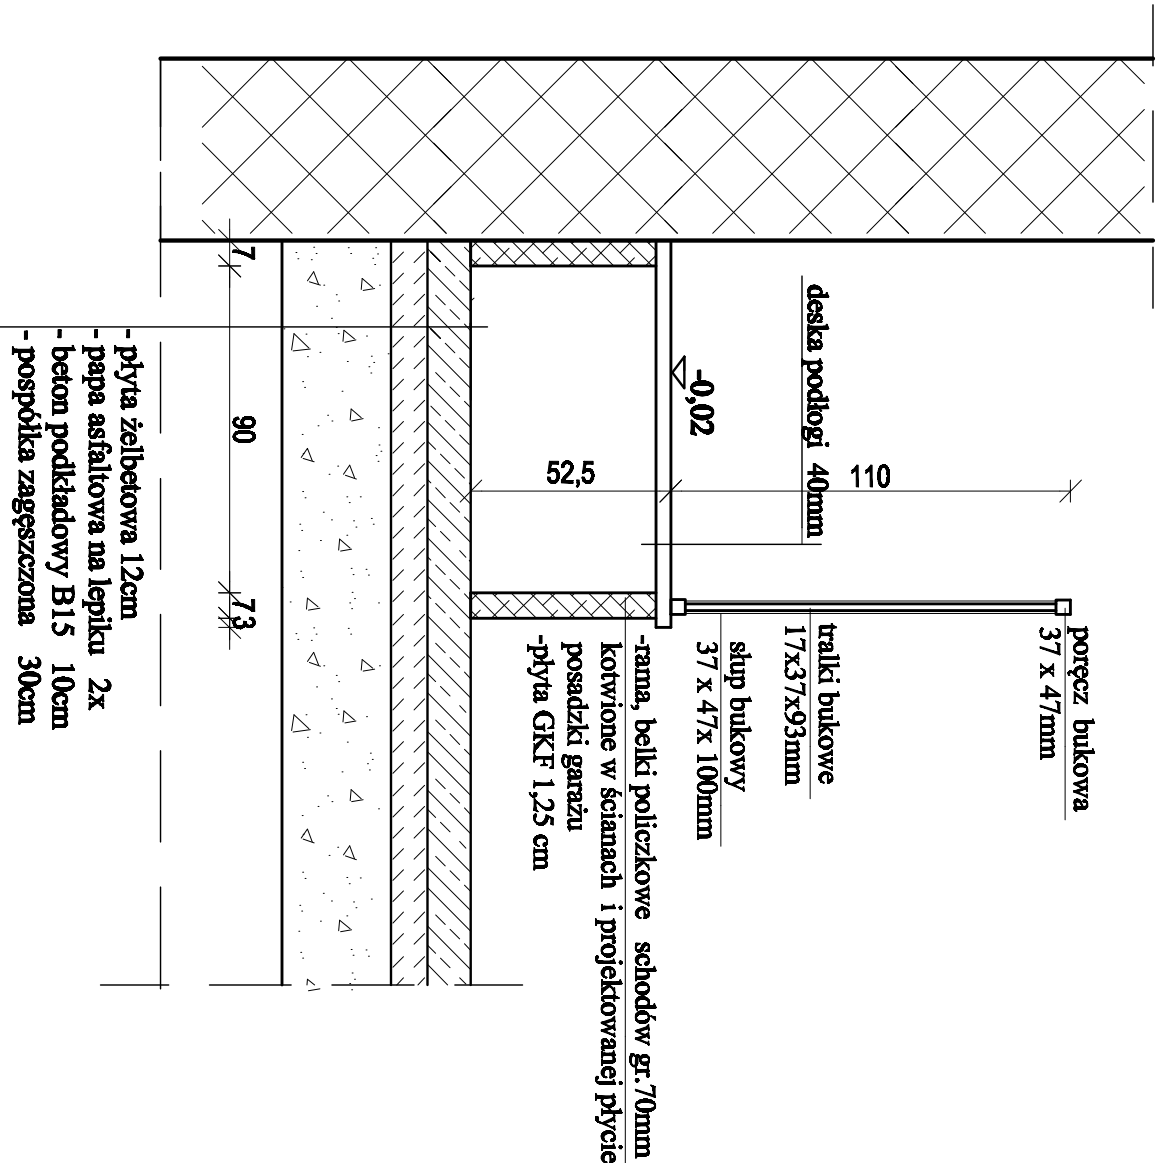 poręcz bukowa
37 x 47mm
tralki bukowe
17x37x93mm
słup bukowy
37 x 47x 100mm
deska podłogi 40mm
110
-0,02
52,5
-rama, belki policzkowe schodów gr.70mm
kotwione w ścianach i projektowanej płycie
posadzki garażu
-płyta GKF 1,25 cm
7
90
7
3
- płyta żelbetowa 12cm
- papa asfaltowa na lepiku 2x
- beton podkładowy B15 10cm
- pospółka zagęszczona 30cm